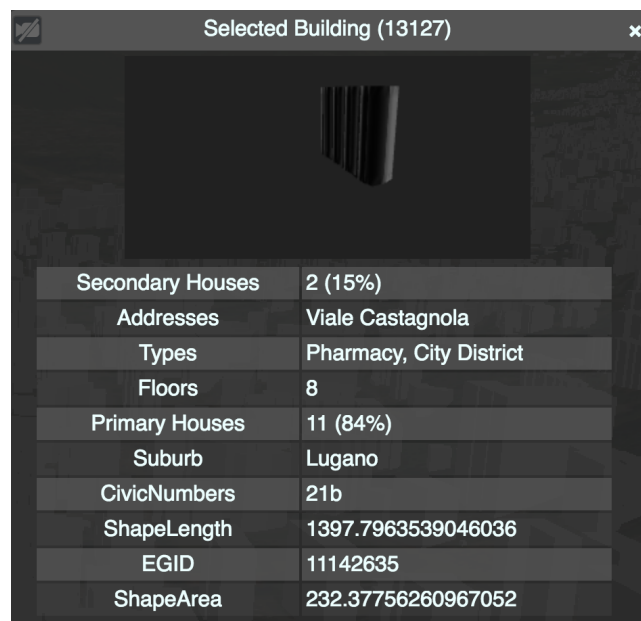 Selected Building (13127)
×
Secondary Houses 2 (15%)
Addresses Viale Castagnola
Types Pharmacy, City District
Floors 8
Primary Houses 11 (84%)
Suburb Lugano
CivicNumbers 21b
ShapeLength 1397.7963539046036
EGID 11142635
ShapeArea 232.37756260967052